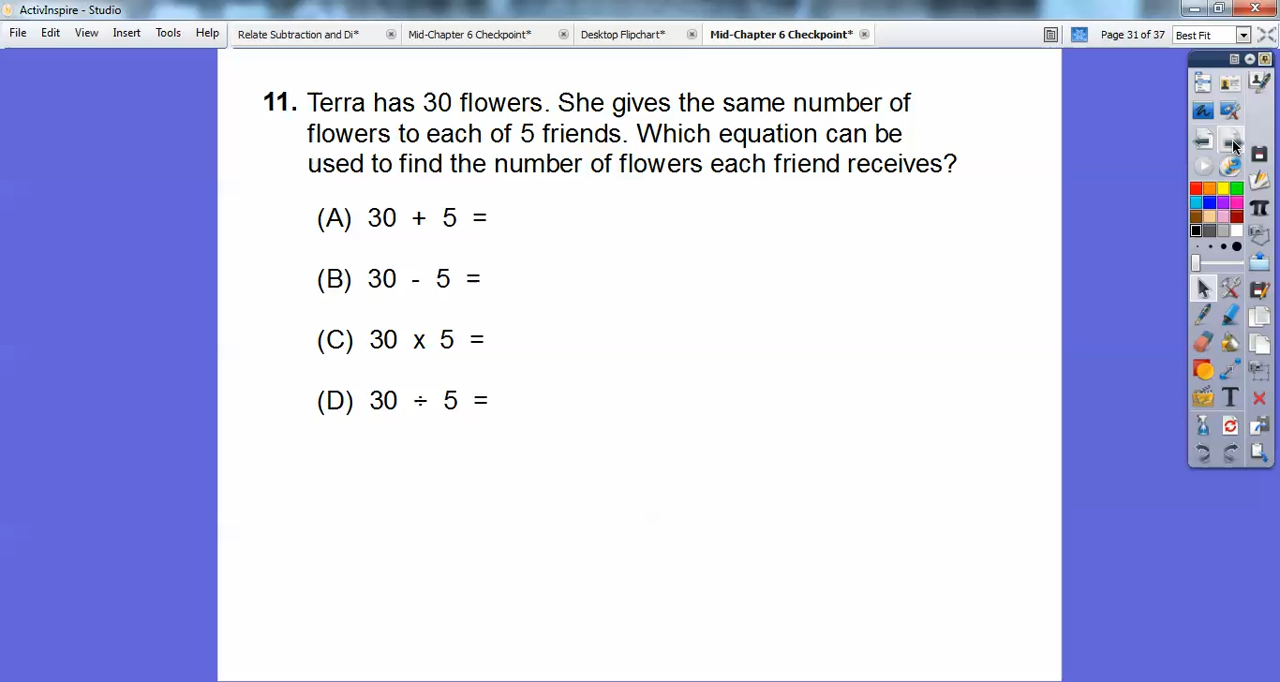 ActivInspire - Studio
File Edit View Insert Tools Help
Relate Subtraction and Di* Mid-Chapter 6 Checkpoint* Desktop Flipchart* Mid-Chapter 6 Checkpoint* Page 31 of 37 Best Fit
11. Terra has 30 flowers. She gives the same number of
flowers to each of 5 friends. Which equation can be
used to find the number of flowers each friend receives?
(A) 30 + 5 =
(B) 30 - 5 =
(C) 30 x 5 =
(D) 30 ÷ 5 =